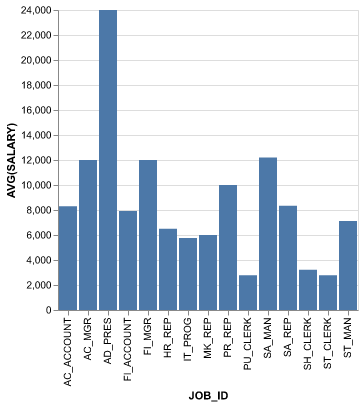 24,000
22,000
20,000
18,000
16,000
14,000
12,000
10,000
8,000
6,000
4,000
2,000
0
AVG(SALARY)
AC_ACCOUNT
AC_MGR
AD_PRES
FI_ACCOUNT
FI_MGR
HR_REP
IT_PROG
MK_REP
PR_REP
PU_CLERK
SA_MAN
SA_REP
SH_CLERK
ST_CLERK
ST_MAN
JOB_ID